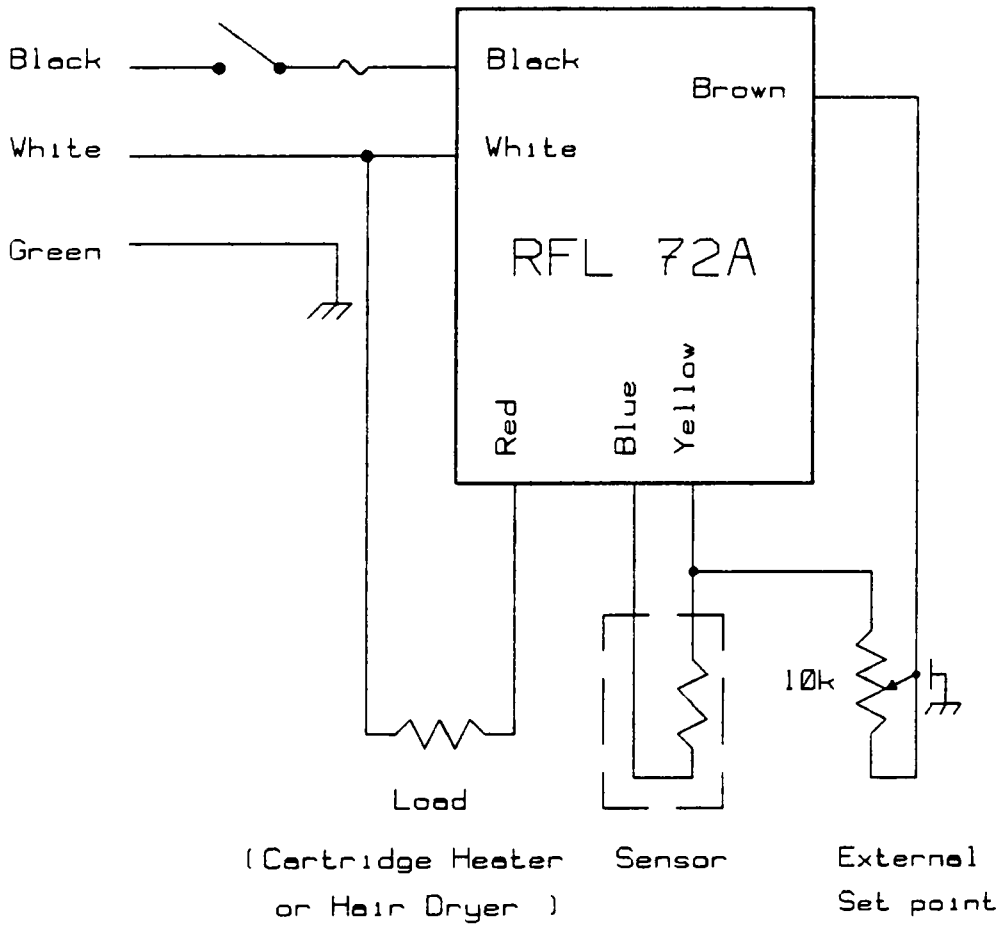 Black
Black
Brown
White
White
Green
RFL 72A
Red
Blue
Yellow
10k
Load
(Cartridge Heater
or Hair Dryer )
Sensor
External
Set point